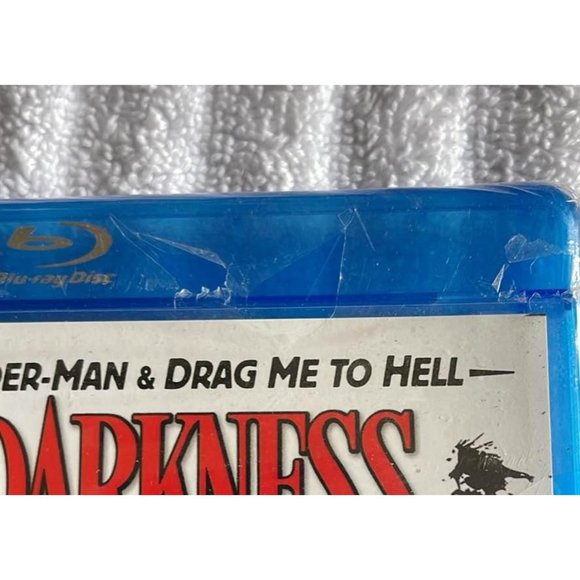 Blu-ray Disc
DER-MAN & DRAG ME TO HELL
DARKNESS